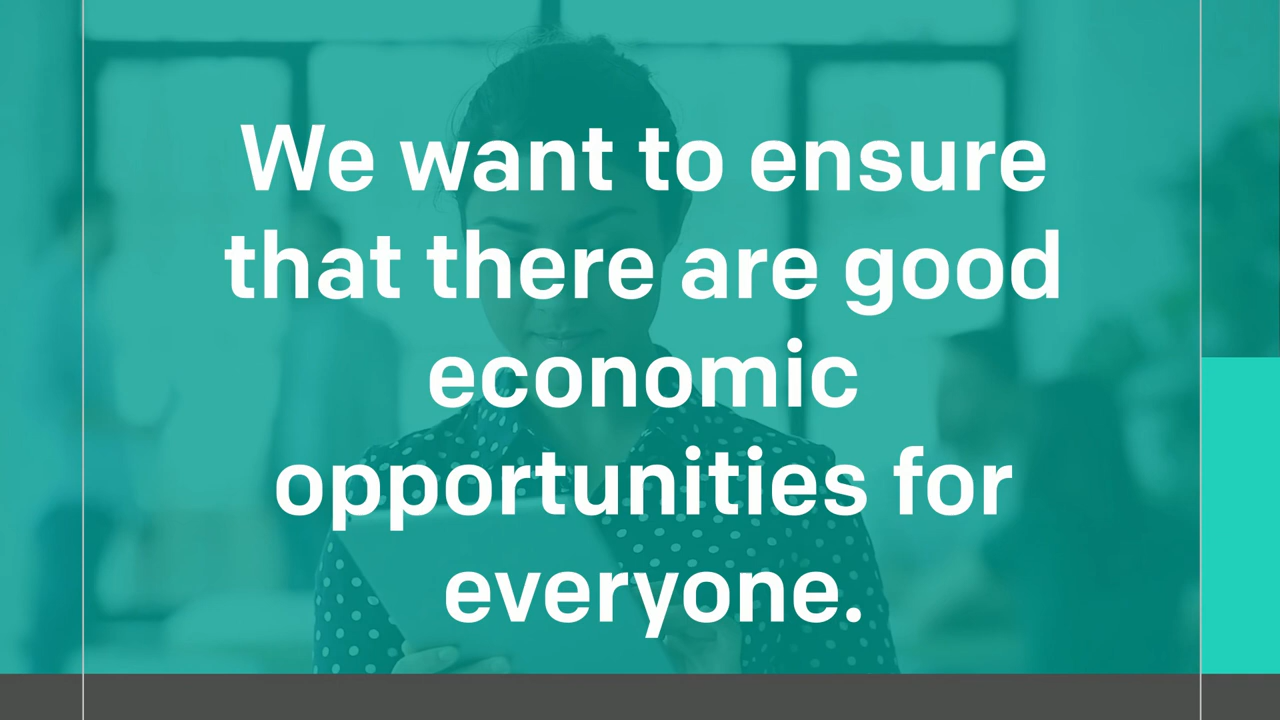 We want to ensure
that there are good
economic
opportunities for
everyone.